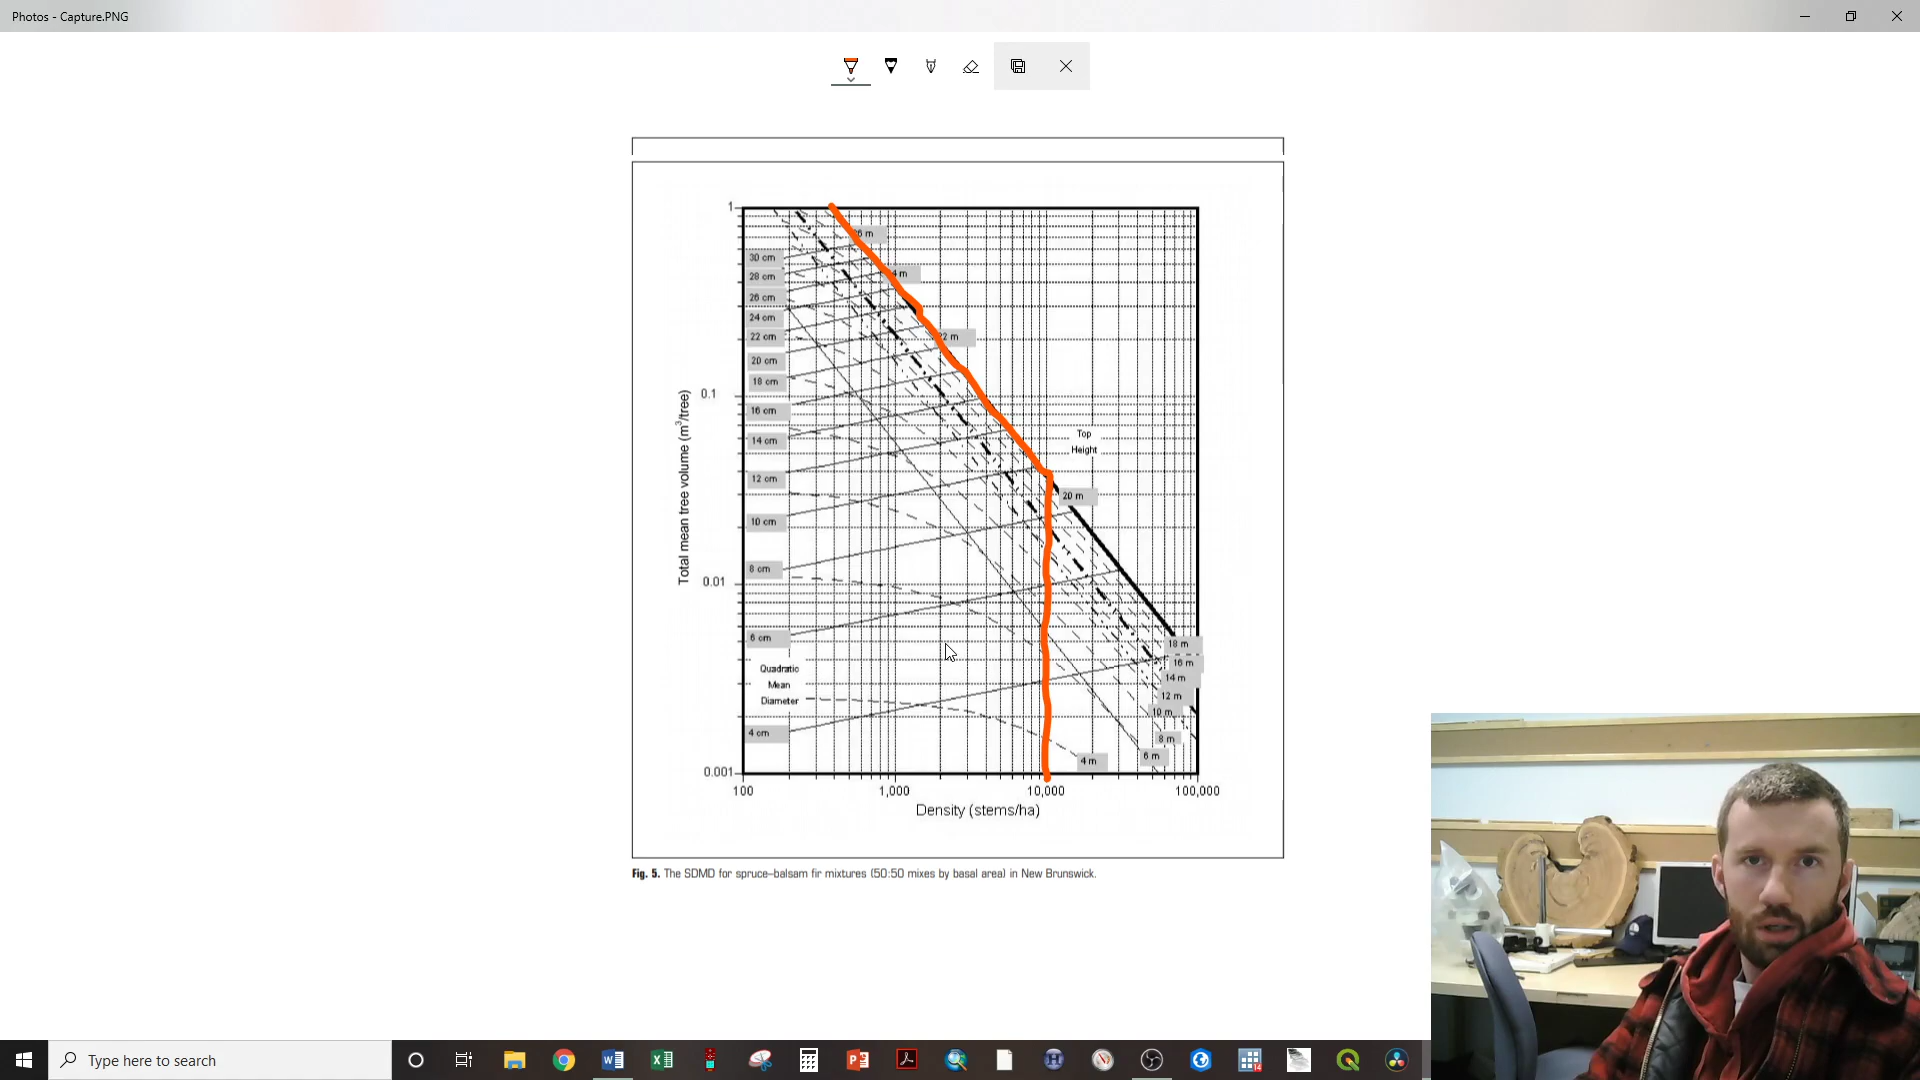 Photos - Capture.PNG
1
26 m
30 cm
4 m
28 cm
26 cm
24 cm
22 cm
22 m
20 cm
18 cm
0.1
16 cm
Top
Height
14 cm
12 cm
20 m
10 cm
Total mean tree volume (m³/tree)
8 cm
0.01
6 cm
18 m
16 m
Quadratic
Mean
Diameter
14 m
12 m
10 m
4 cm
8 m
6 m
4 m
0.001
100
1,000
10,000
100,000
Density (stems/ha)
Fig. 5. The SDMD for spruce–balsam fir mixtures (50:50 mixes by basal area) in New Brunswick.
Type here to search
14